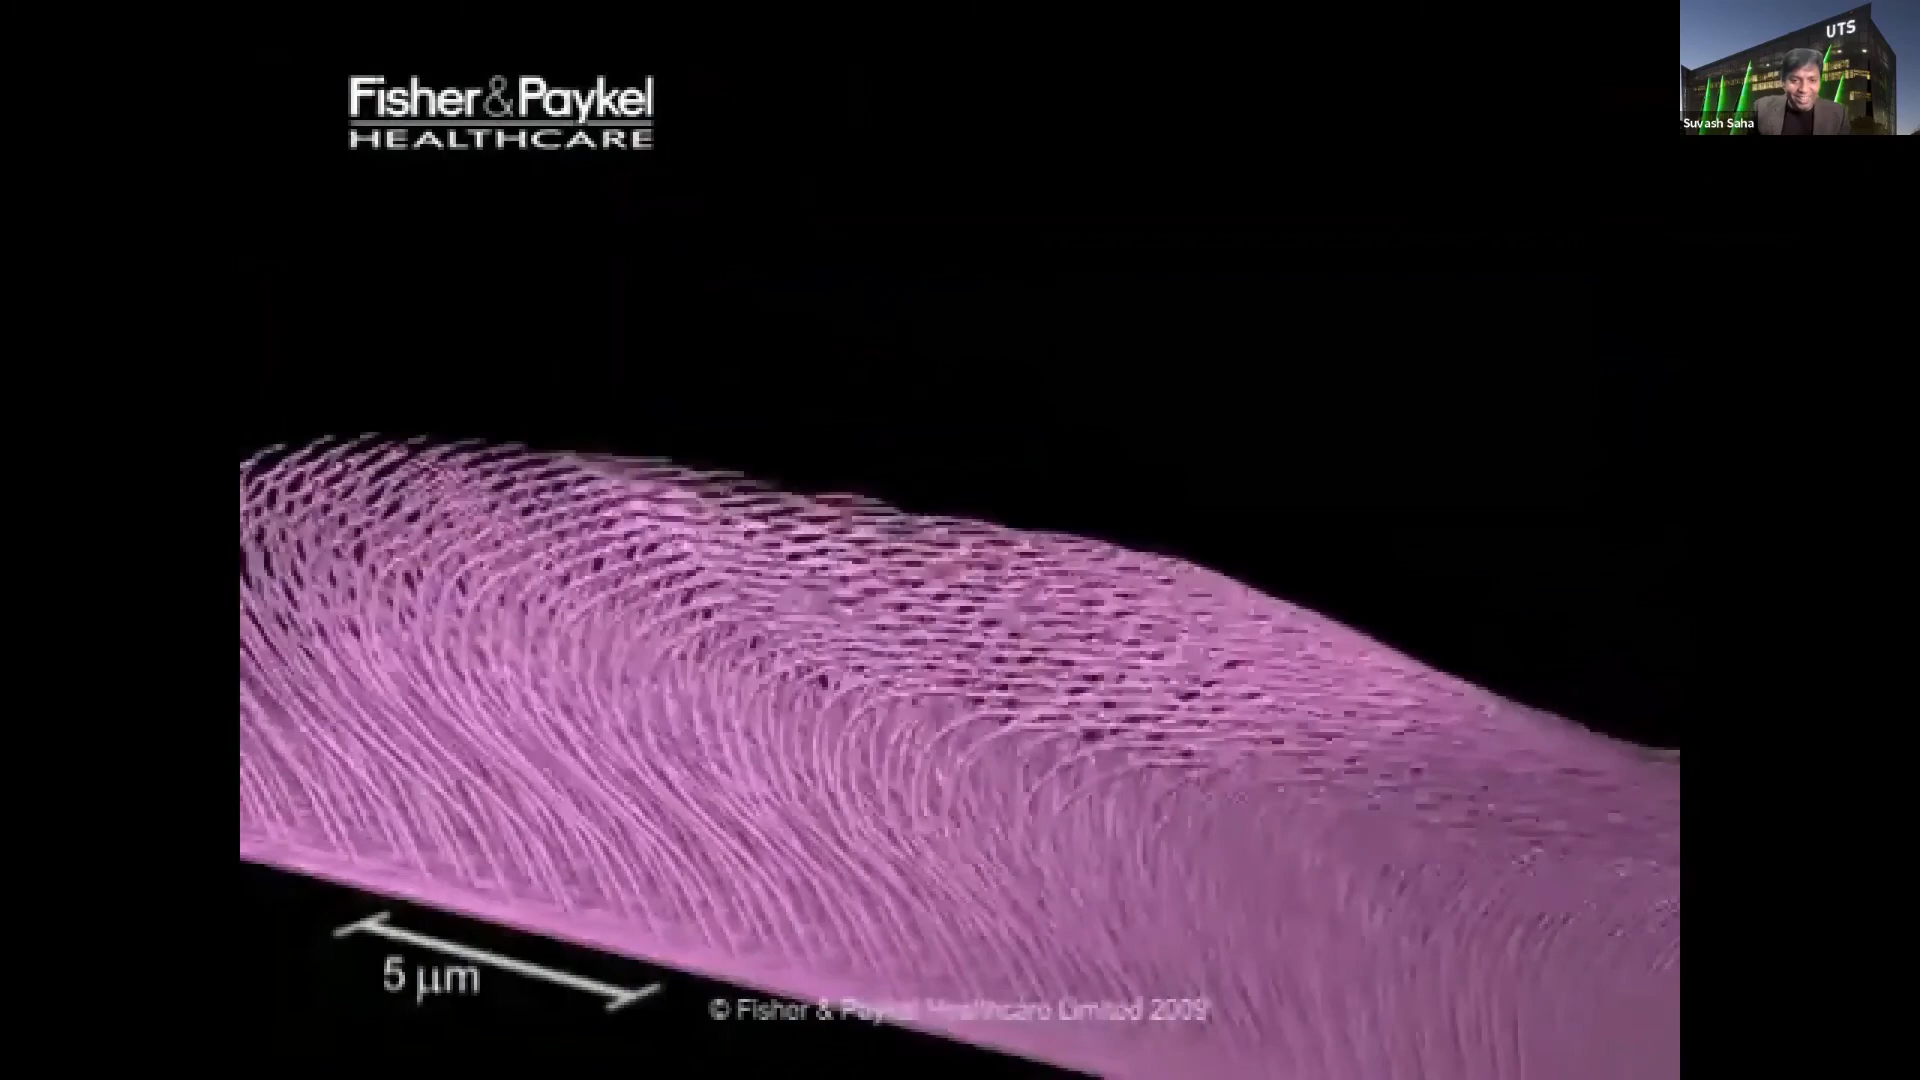 Fisher&Paykel
HEALTHCARE
UTS
Suvash Saha
5 μm
© Fisher & Paykel Healthcare Limited 2009